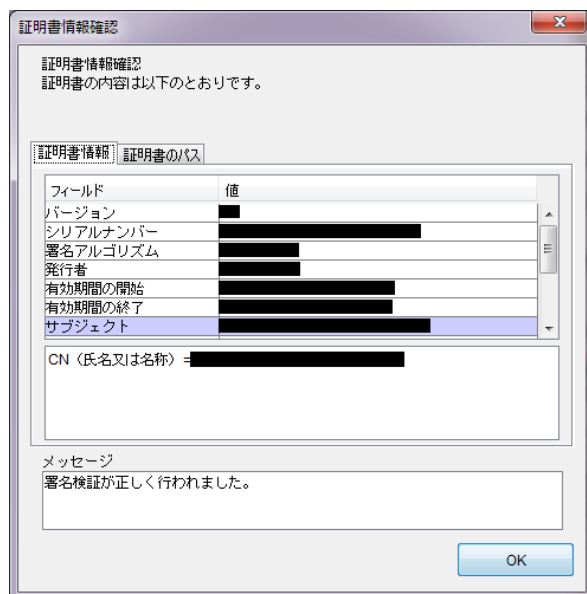 証明書情報確認
証明書情報確認
証明書の内容は以下のとおりです。
証明書情報 証明書のパス
フィールド 値
バージョン
シリアルナンバー
署名アルゴリズム
発行者
有効期間の開始
有効期間の終了
サブジェクト
CN（氏名又は名称）=
メッセージ
署名検証が正しく行われました。
OK